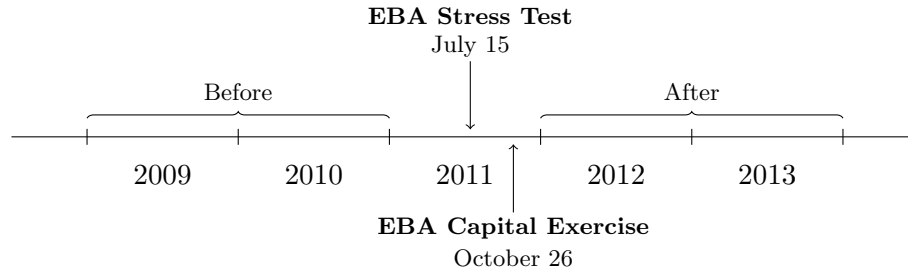 EBA Stress Test
July 15
Before
After
2009
2010
2011
2012
2013
EBA Capital Exercise
October 26